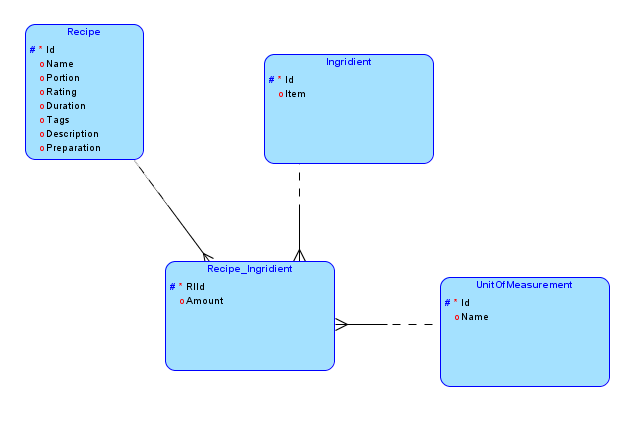 Recipe
# * Id
o Name
o Portion
o Rating
o Duration
o Tags
o Description
o Preparation
Ingridient
# * Id
o Item
Recipe_Ingridient
# * RIId
o Amount
UnitOfMeasurement
# * Id
o Name